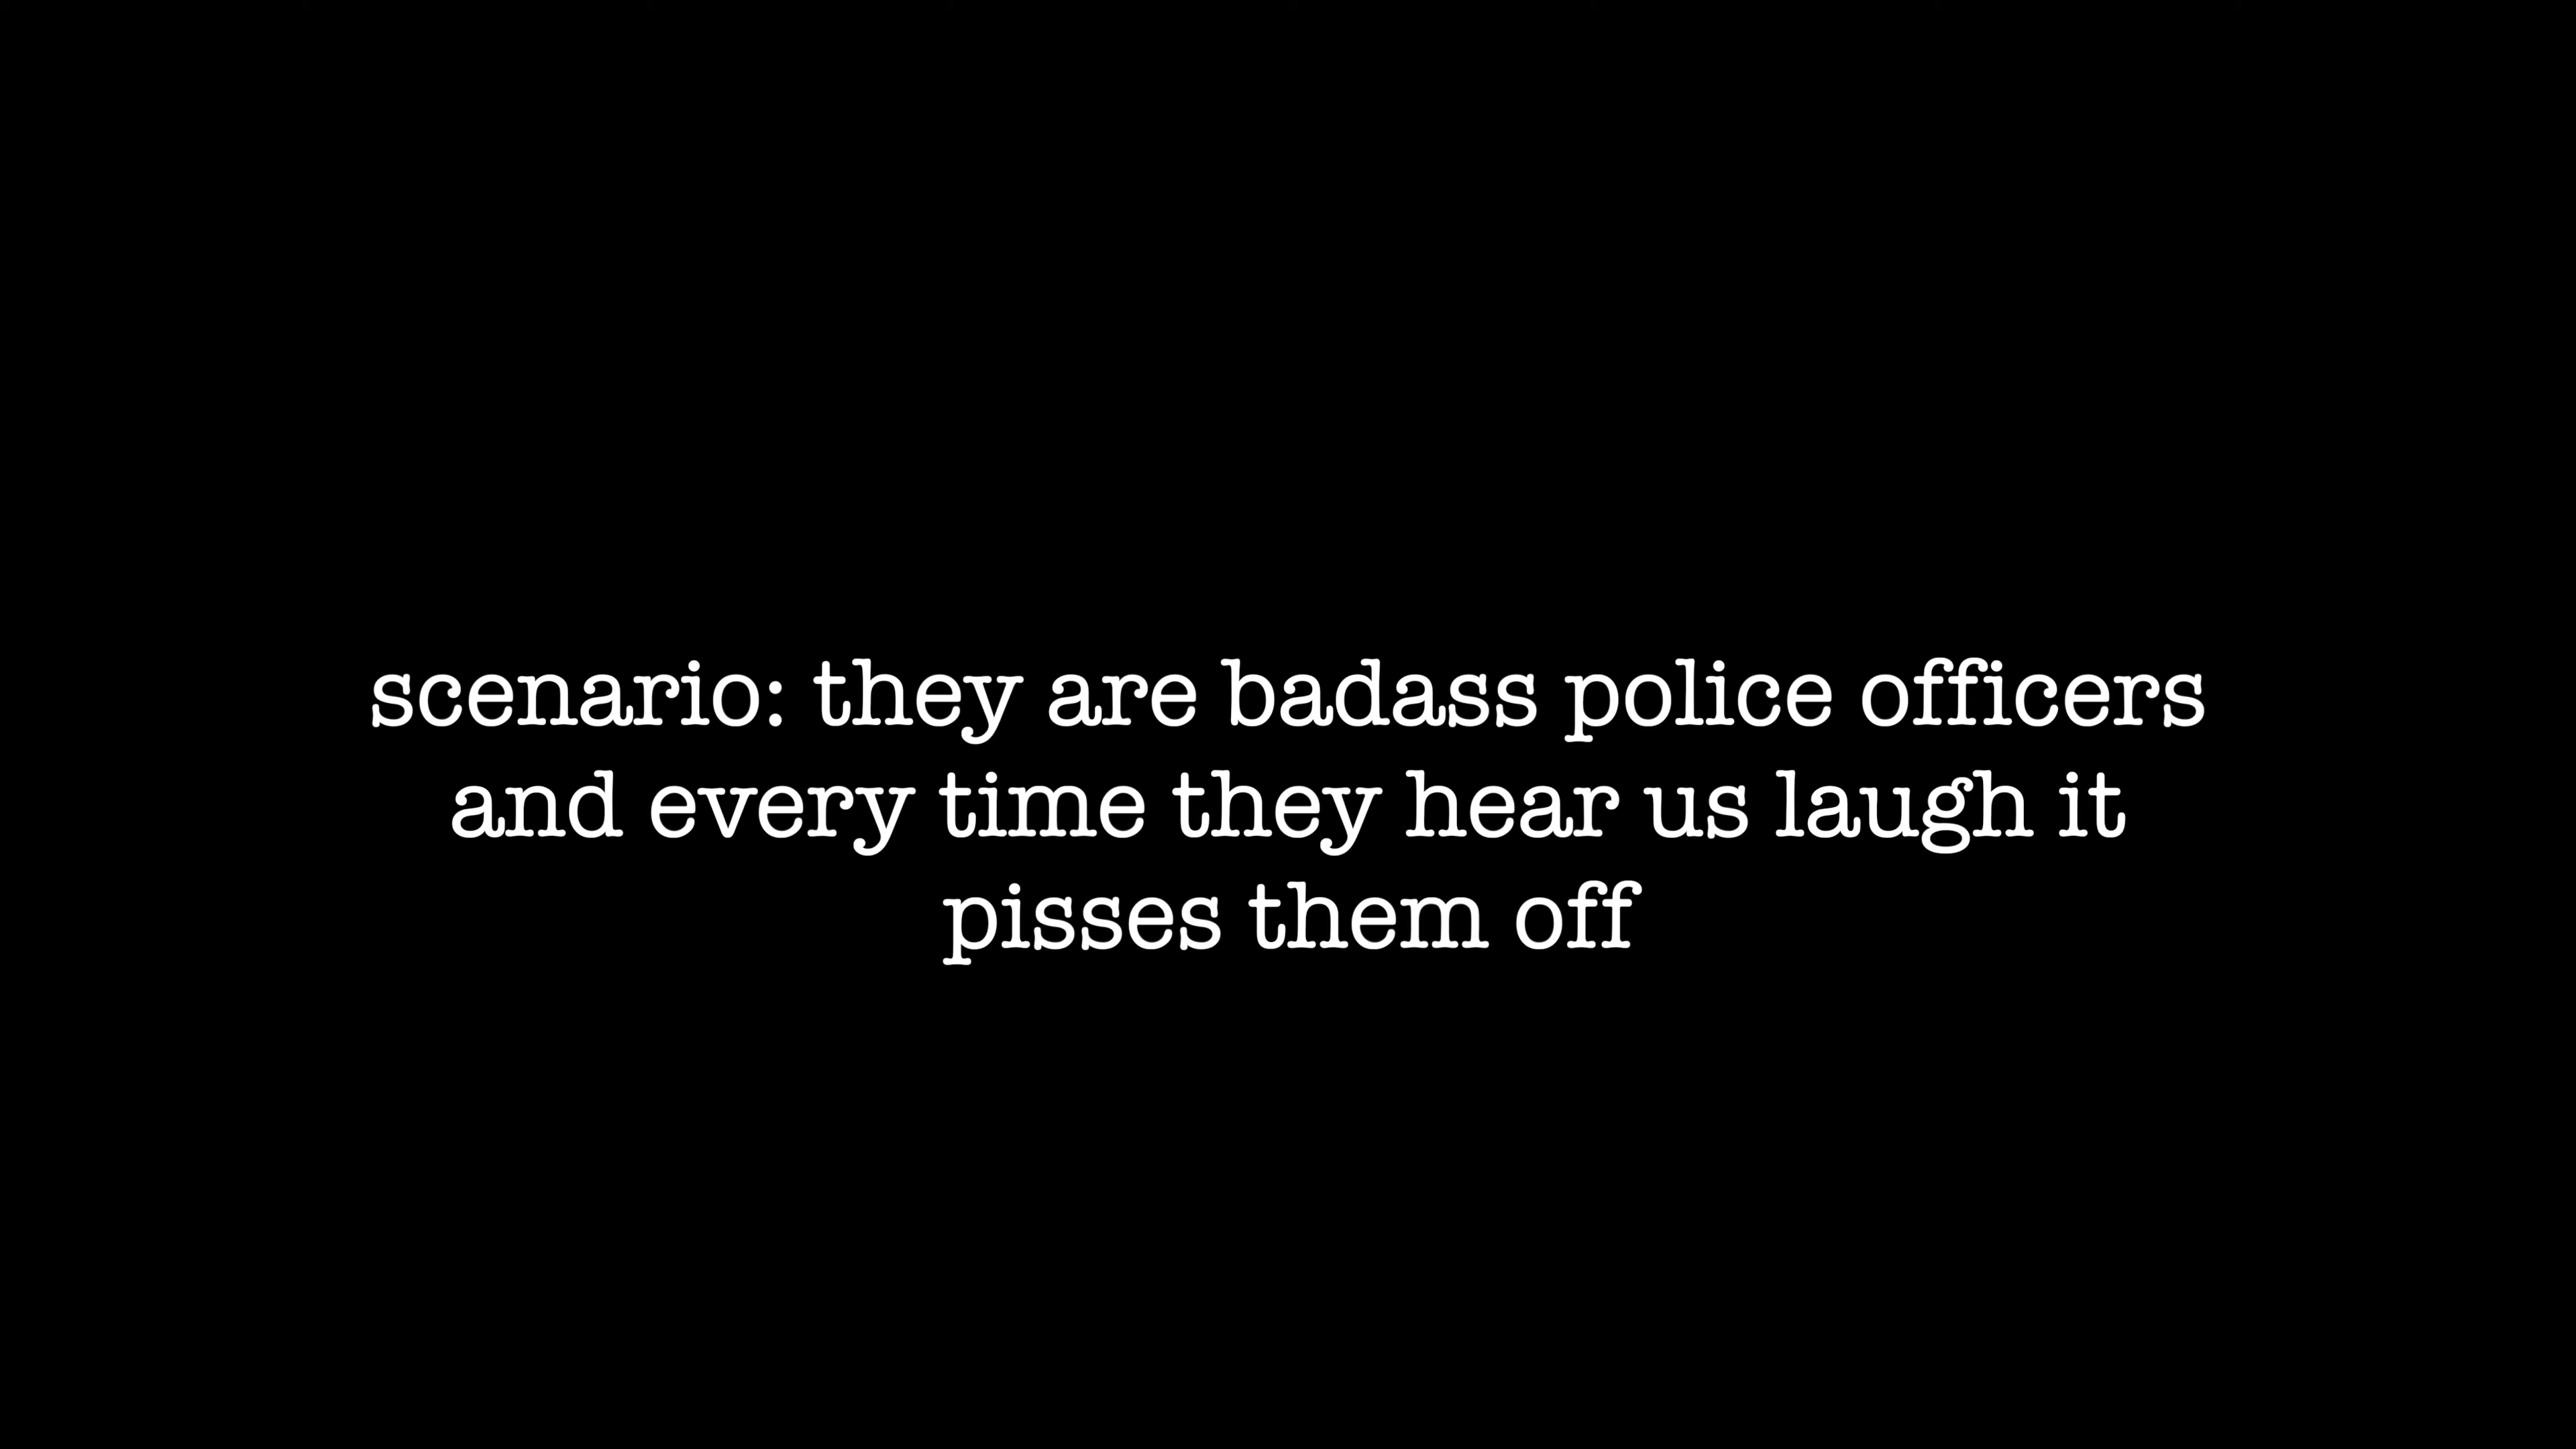 scenario: they are badass police officers
and every time they hear us laugh it
pisses them off